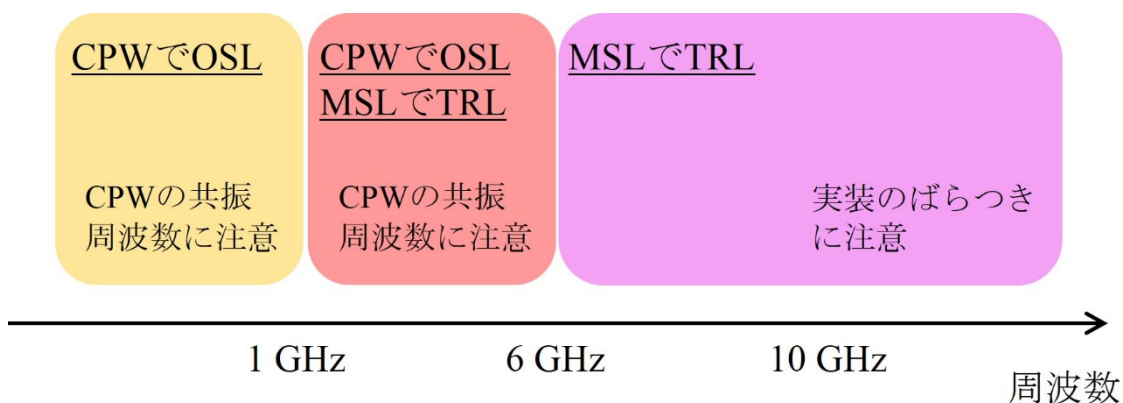 CPWでOSL
CPWの共振
周波数に注意
CPWでOSL
MSLでTRL
CPWの共振
周波数に注意
MSLでTRL
実装のばらつき
に注意
1 GHz
6 GHz
10 GHz
周波数